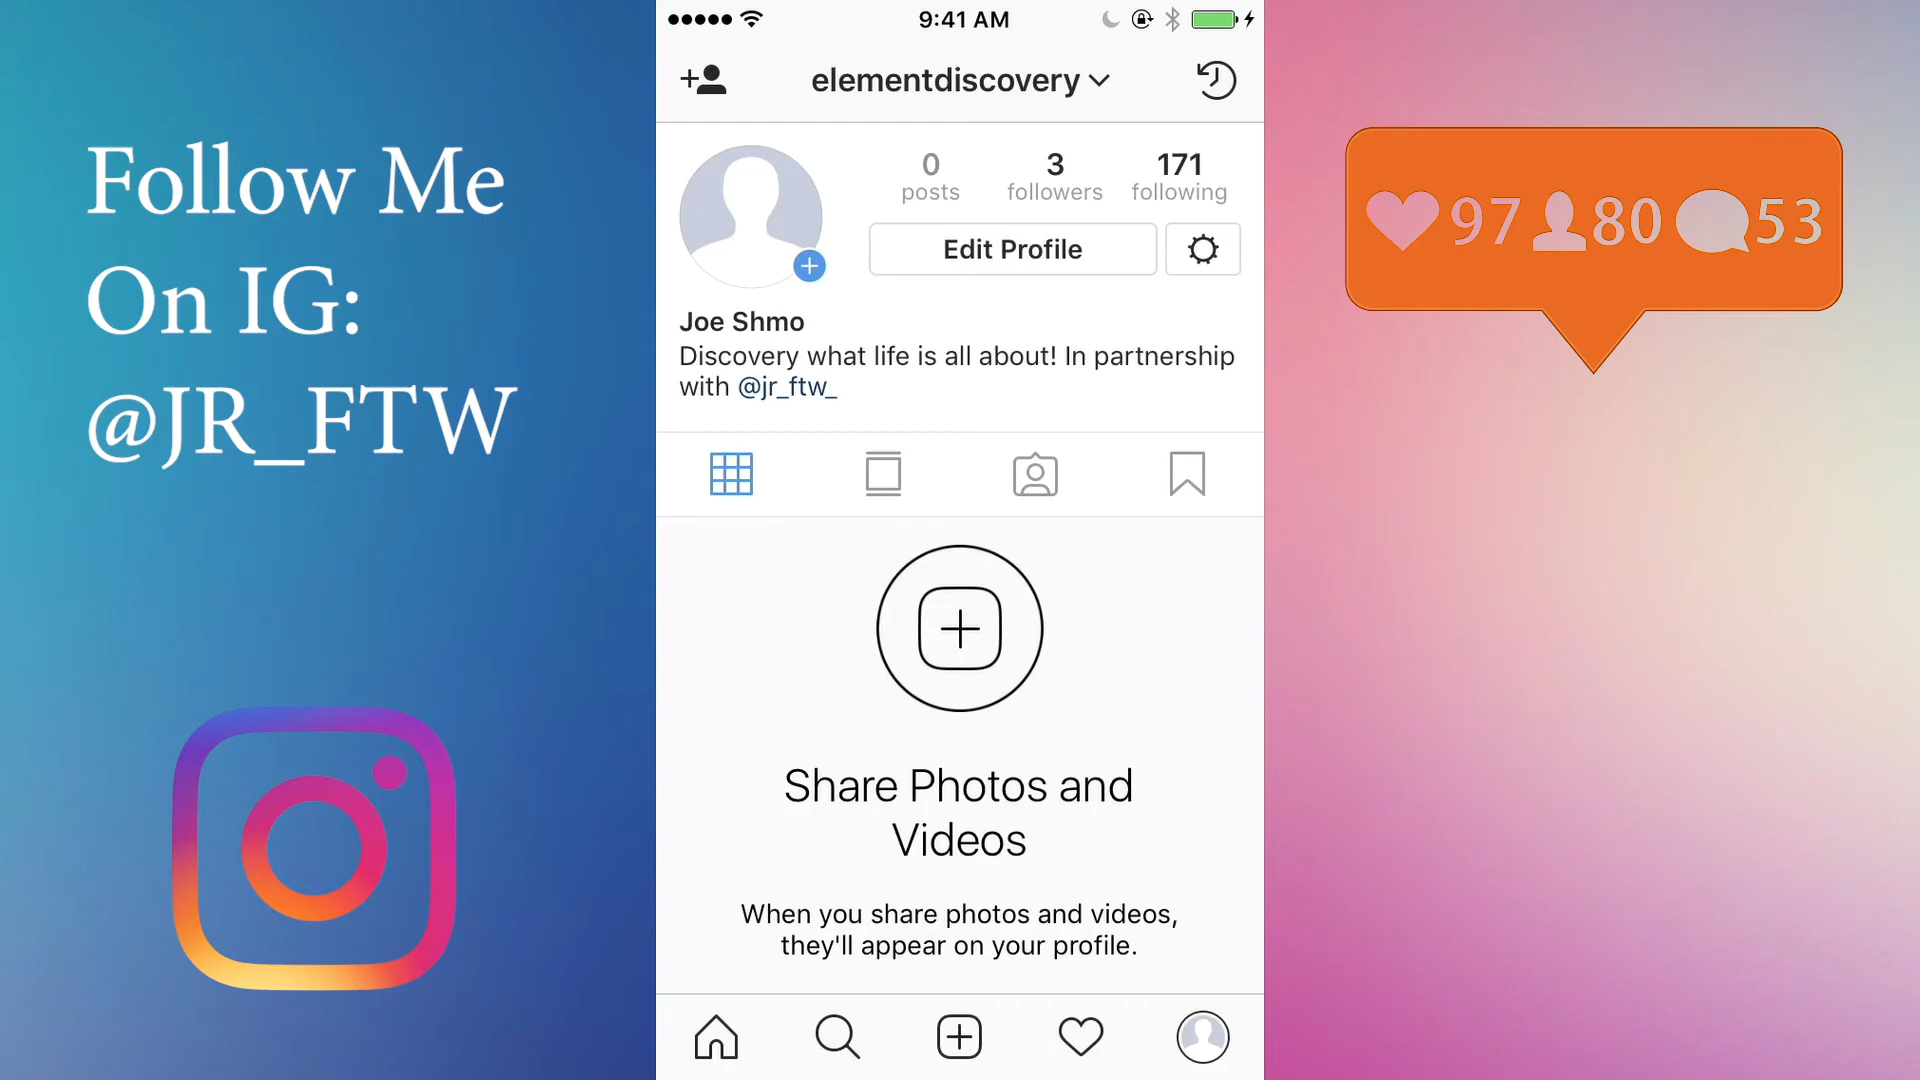 Follow Me
On IG:
@JR_FTW
9:41 AM
elementdiscovery
0 3 171
posts followers following
Edit Profile
Joe Shmo
Discovery what life is all about! In partnership
with @jr_ftw_
Share Photos and
Videos
When you share photos and videos,
they'll appear on your profile.
97 80 53